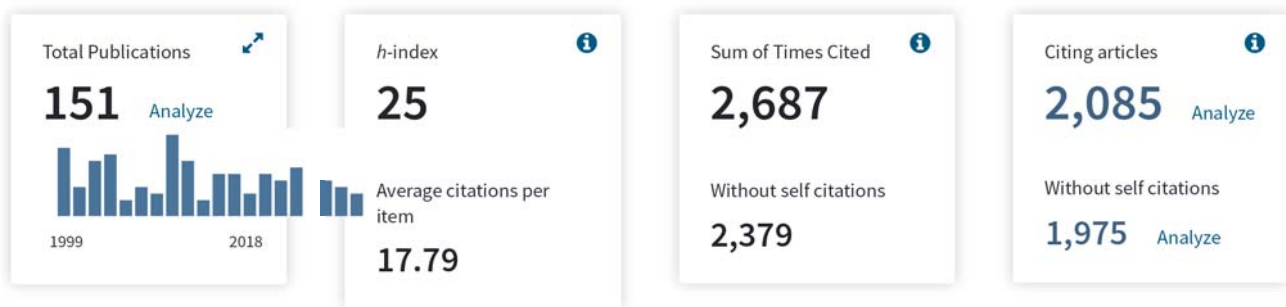 Total Publications
151 Analyze
1999 2018
h-index
25
Average citations per
item
17.79
Sum of Times Cited
2,687
Without self citations
2,379
Citing articles
2,085 Analyze
Without self citations
1,975 Analyze